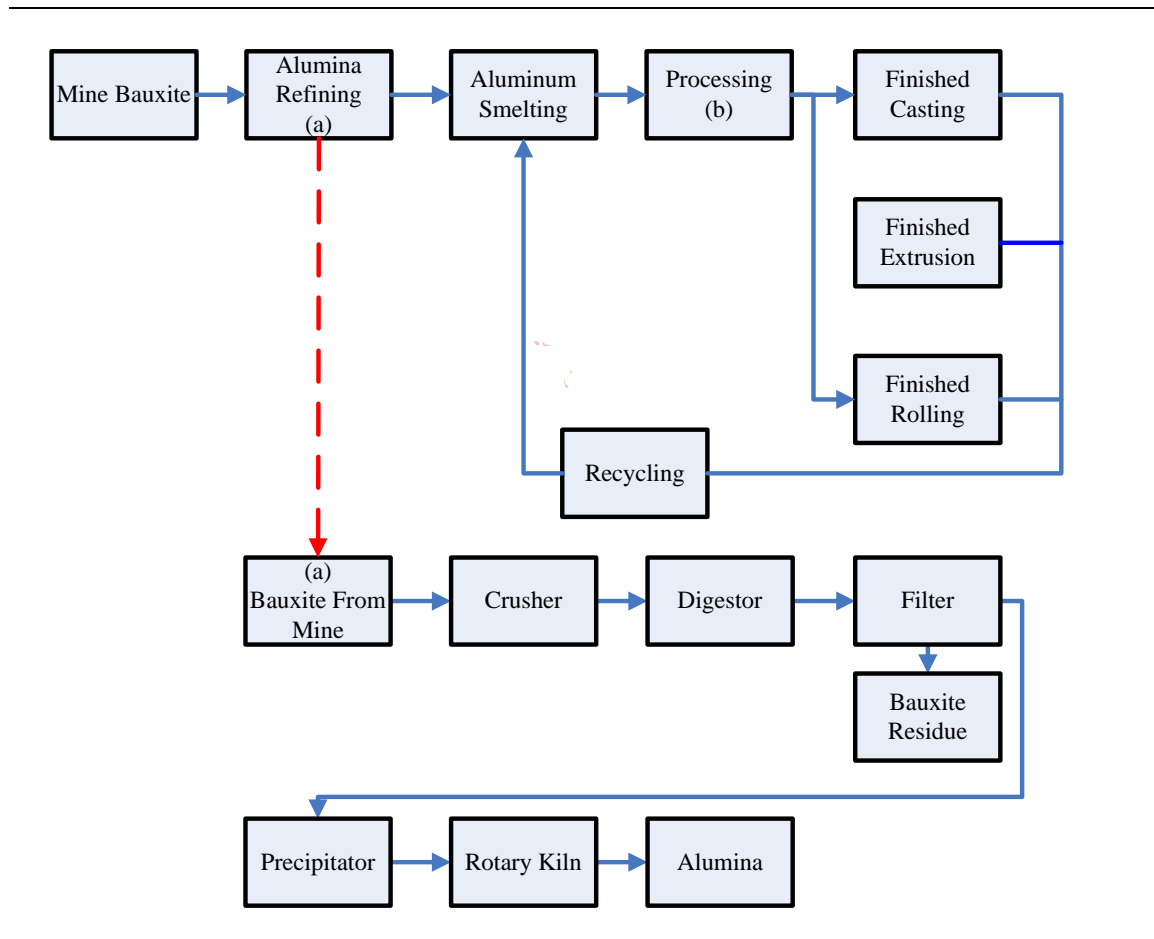 Mine Bauxite
Alumina
Refining
(a)
Aluminum
Smelting
Processing
(b)
Finished
Casting
Finished
Extrusion
Finished
Rolling
Recycling
(a)
Bauxite From
Mine
Crusher
Digestor
Filter
Bauxite
Residue
Precipitator
Rotary Kiln
Alumina